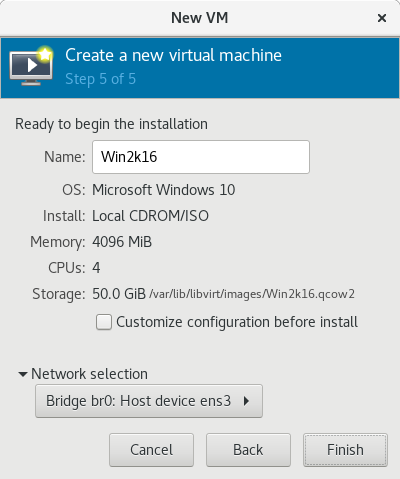 New VM
Create a new virtual machine
Step 5 of 5
Ready to begin the installation
Name: Win2k16
OS: Microsoft Windows 10
Install: Local CDROM/ISO
Memory: 4096 MiB
CPUs: 4
Storage: 50.0 GiB /var/lib/libvirt/images/Win2k16.qcow2
Customize configuration before install
Network selection
Bridge br0: Host device ens3
Cancel Back Finish